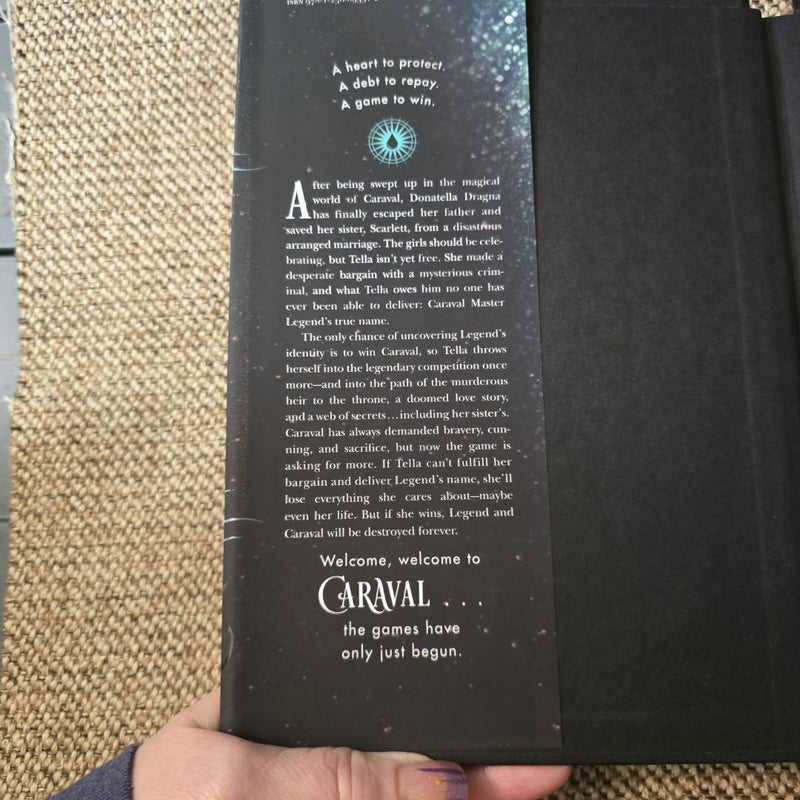 ISBN
A heart to protect.
A debt to repay.
A game to win.
After being swept up in the magical
world of Caraval, Donatella Dragna
has finally escaped her father and
saved her sister, Scarlett, from a disastrous
arranged marriage. The girls should be cele-
brating, but Tella isn't yet free. She made a
desperate bargain with a mysterious crim-
inal, and what Tella owes him no one has
ever been able to deliver: Caraval Master
Legend's true name.
The only chance of uncovering Legend's
identity is to win Caraval, so Tella throws
herself into the legendary competition once
more—and into the path of the murderous
heir to the throne, a doomed love story,
and a web of secrets...including her sister's.
Caraval has always demanded bravery, cun-
ning, and sacrifice, but now the game is
asking for more. If Tella can't fulfill her
bargain and deliver Legend's name, she'll
lose everything she cares about—maybe
even her life. But if she wins, Legend and
Caraval will be destroyed forever.
Welcome, welcome to
CARAVAL . . .
the games have
only just begun.